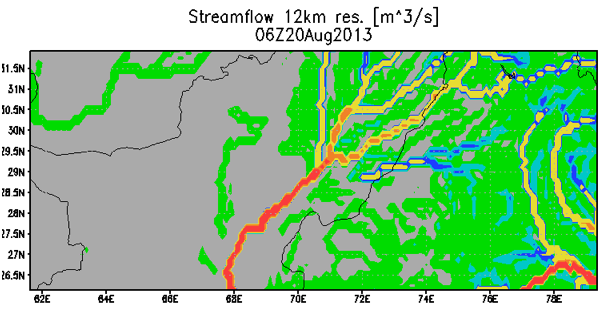 Streamflow 12km res. [m^3/s]
06Z20Aug2013
31.5N
31N
30.5N
30N
29.5N
29N
28.5N
28N
27.5N
27N
26.5N
62E 64E 66E 68E 70E 72E 74E 76E 78E